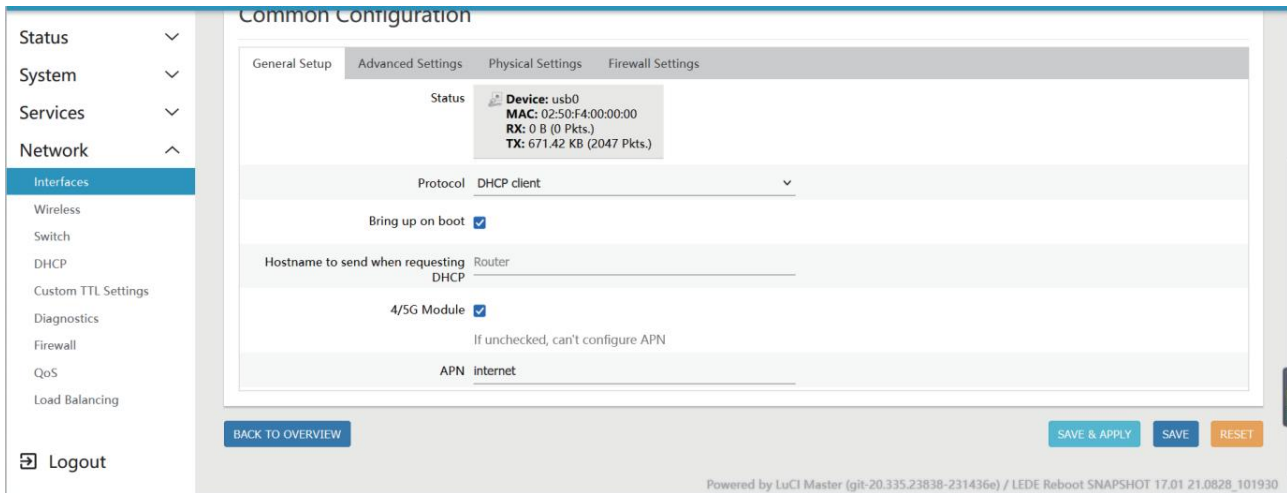 Common Configuration
Status
System
Services
Network
Interfaces
Wireless
Switch
DHCP
Custom TTL Settings
Diagnostics
Firewall
QoS
Load Balancing
Logout
General Setup Advanced Settings Physical Settings Firewall Settings
Status
Device: usb0
MAC: 02:50:F4:00:00:00
RX: 0 B (0 Pkts.)
TX: 671.42 KB (2047 Pkts.)
Protocol DHCP client
Bring up on boot
Hostname to send when requesting
DHCP
Router
4/5G Module
If unchecked, can't configure APN
APN internet
BACK TO OVERVIEW SAVE & APPLY SAVE RESET
Powered by LuCI Master (git-20.335.23838-231436e) / LEDE Reboot SNAPSHOT 17.01 21.0828_101930